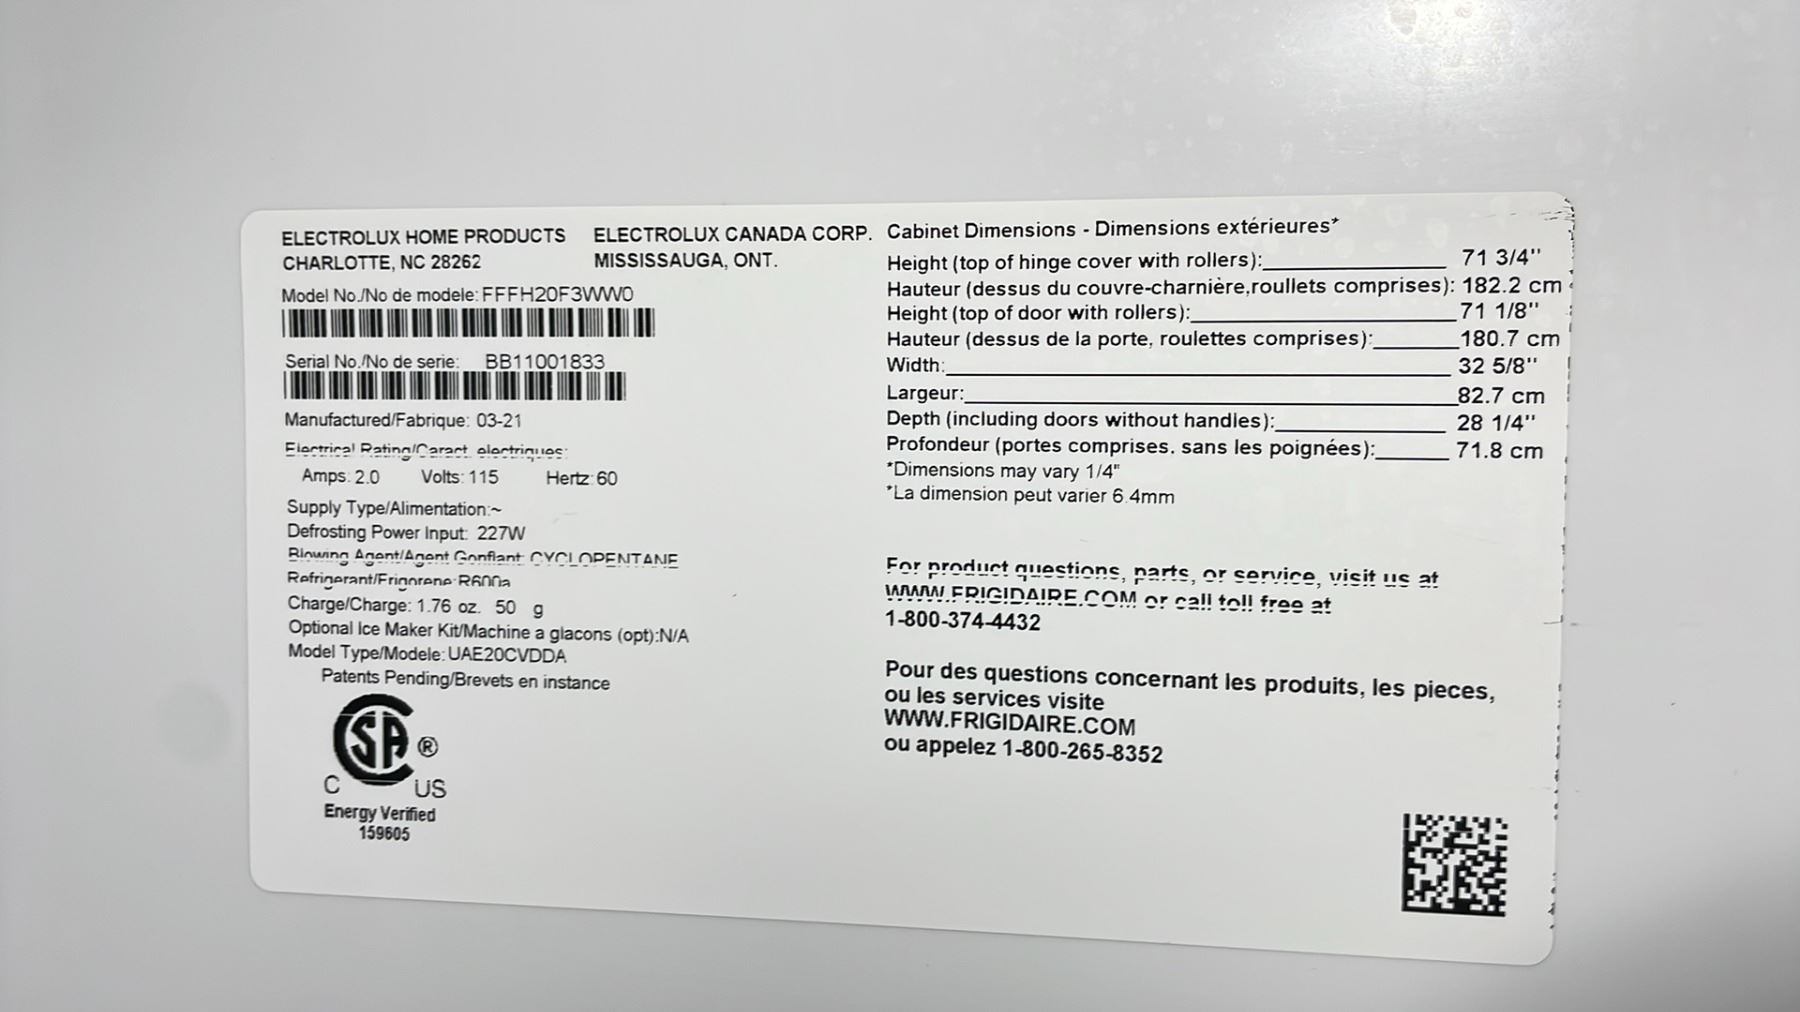 ELECTROLUX HOME PRODUCTS
CHARLOTTE, NC 28262
ELECTROLUX CANADA CORP.
MISSISSAUGA, ONT.
Model No./No de modele: FFFH20F3WW0
Serial No./No de serie: BB11001833
Manufactured/Fabrique: 03-21
Electrical Rating/Caract. electriques:
Amps: 2.0 Volts: 115 Hertz: 60
Supply Type/Alimentation:~
Defrosting Power Input: 227W
Blowing Agent/Agent Gonflant: CYCLOPENTANE
Refrigerant/Frigorene: R600a
Charge/Charge: 1.76 oz. 50 g
Optional Ice Maker Kit/Machine a glacons (opt):N/A
Model Type/Modele: UAE20CVDDA
Patents Pending/Brevets en instance
SA ®
C US
Energy Verified
159605
Cabinet Dimensions - Dimensions extérieures*
Height (top of hinge cover with rollers): 71 3/4"
Hauteur (dessus du couvre-charnière,roullets comprises): 182.2 cm
Height (top of door with rollers): 71 1/8"
Hauteur (dessus de la porte, roulettes comprises): 180.7 cm
Width: 32 5/8"
Largeur: 82.7 cm
Depth (including doors without handles): 28 1/4"
Profondeur (portes comprises. sans les poignées): 71.8 cm
*Dimensions may vary 1/4"
*La dimension peut varier 6.4mm
For product questions, parts, or service, visit us at
WWW.FRIGIDAIRE.COM or call toll free at
1-800-374-4432
Pour des questions concernant les produits, les pieces,
ou les services visite
WWW.FRIGIDAIRE.COM
ou appelez 1-800-265-8352